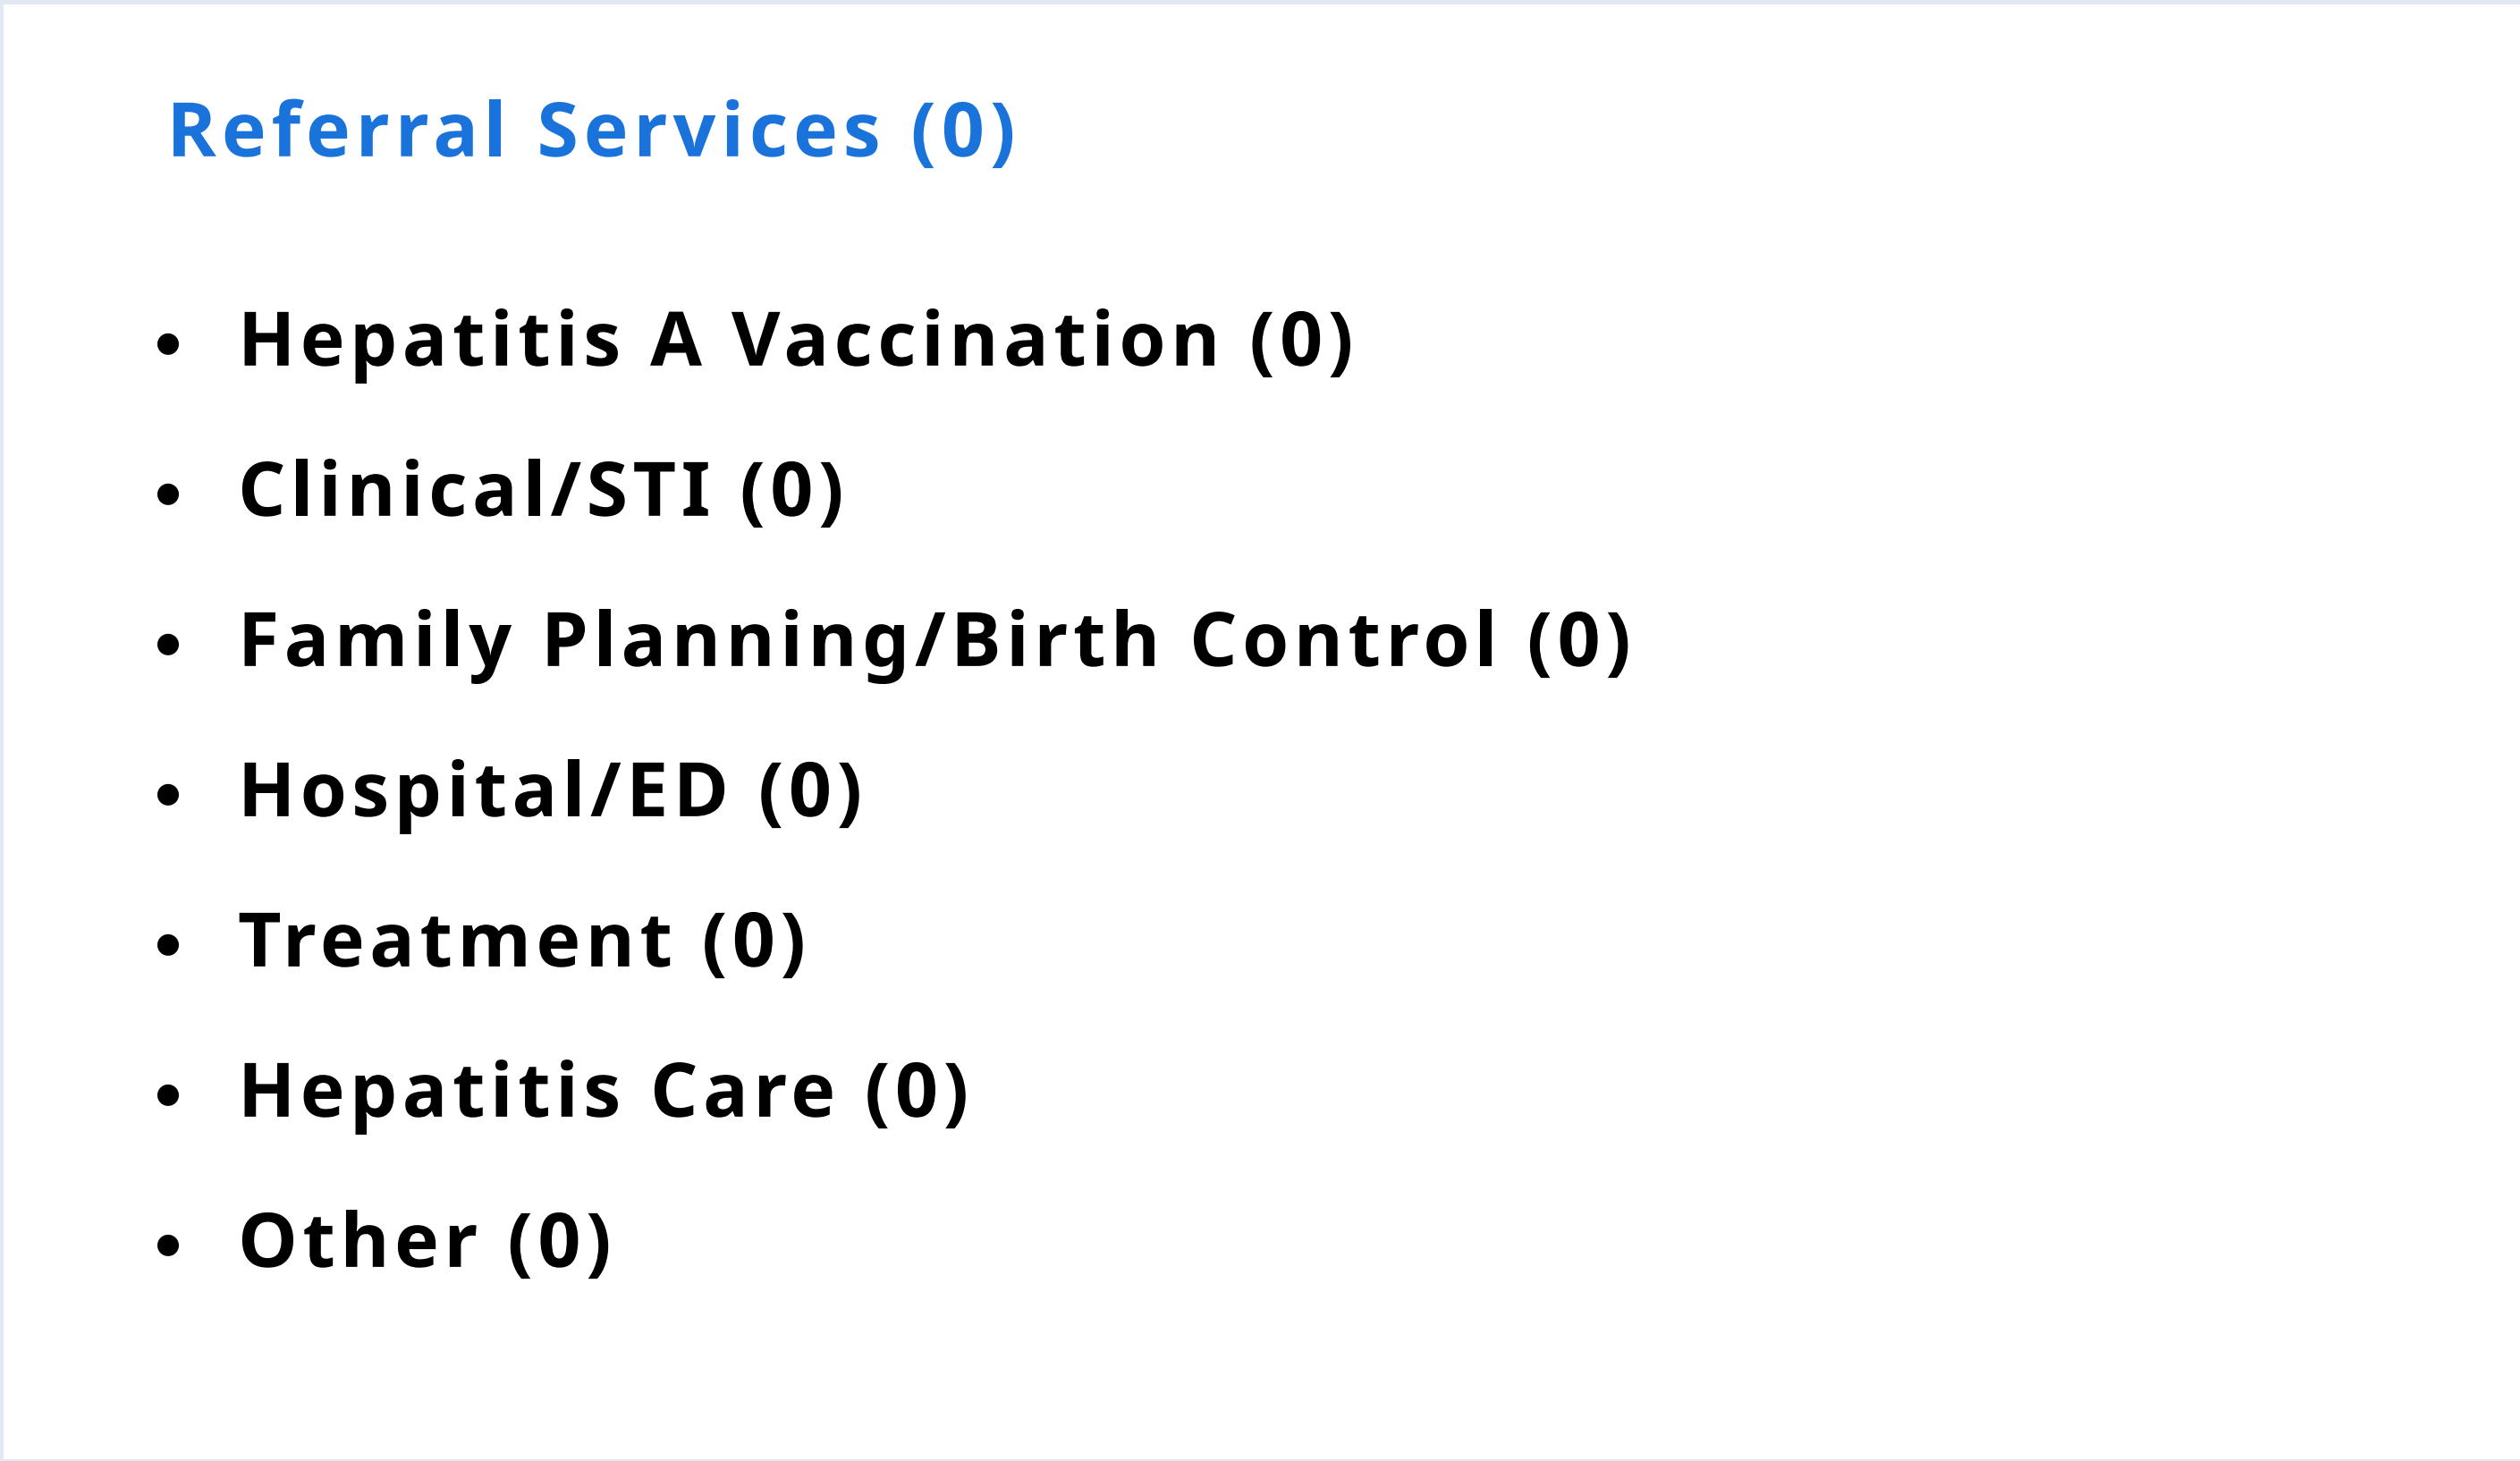 Referral Services (0)
• Hepatitis A Vaccination (0)
• Clinical/STI (0)
• Family Planning/Birth Control (0)
• Hospital/ED (0)
• Treatment (0)
• Hepatitis Care (0)
• Other (0)